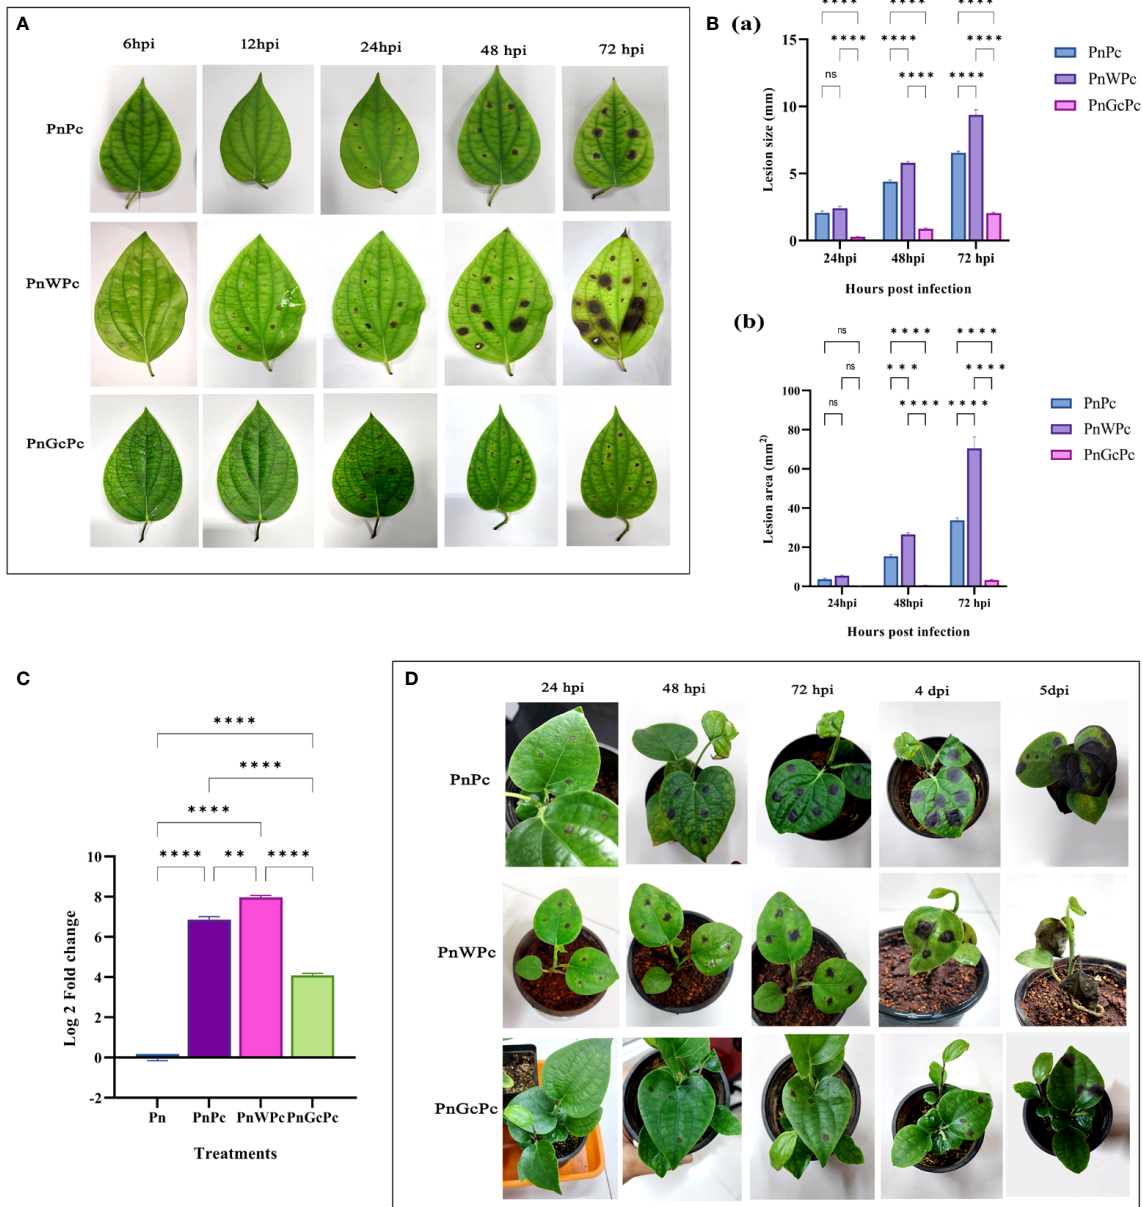 A
6hpi 12hpi 24hpi 48 hpi 72 hpi
PnPc
PnWPc
PnGcPc
B (a)
**** **** ****
**** **** ****
ns **** ****
15
10
5
0
Lesion size (mm)
24hpi 48hpi 72 hpi
Hours post infection
PnPc
PnWPc
PnGcPc
(b)
ns **** ****
ns *** ****
ns **** ****
100
80
60
40
20
0
Lesion area (mm²)
24hpi 48hpi 72 hpi
Hours post infection
PnPc
PnWPc
PnGcPc
C
****
****
****
**** ** ****
10
8
6
4
2
0
-2
Log 2 Fold change
Pn PnPc PnWPc PnGcPc
Treatments
D
24 hpi 48 hpi 72 hpi 4 dpi 5dpi
PnPc
PnWPc
PnGcPc